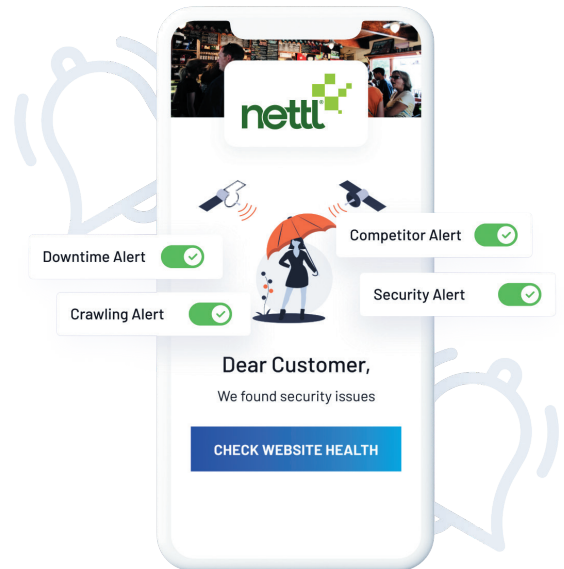 nettl
Downtime Alert
Competitor Alert
Crawling Alert
Security Alert
Dear Customer,
We found security issues
CHECK WEBSITE HEALTH